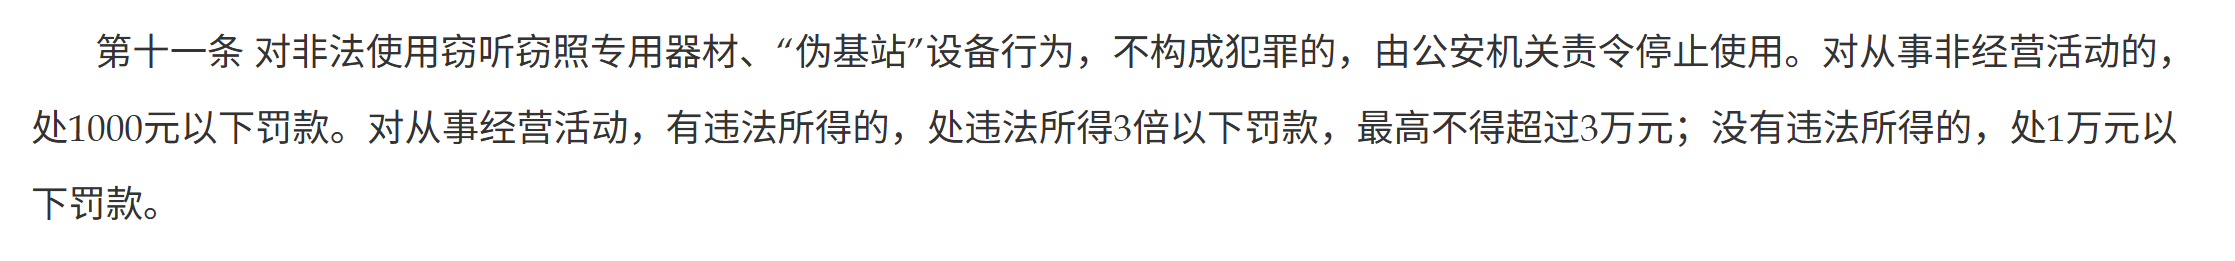 第十一条 对非法使用窃听窃照专用器材、“伪基站”设备行为，不构成犯罪的，由公安机关责令停止使用。对从事非经营活动的，
处1000元以下罚款。对从事经营活动，有违法所得的，处违法所得3倍以下罚款，最高不得超过3万元；没有违法所得的，处1万元以
下罚款。